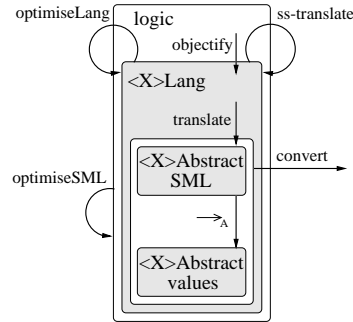 optimiseLang
logic
ss-translate
objectify
<X>Lang
translate
<X>Abstract
SML
convert
optimiseSML
→A
<X>Abstract
values